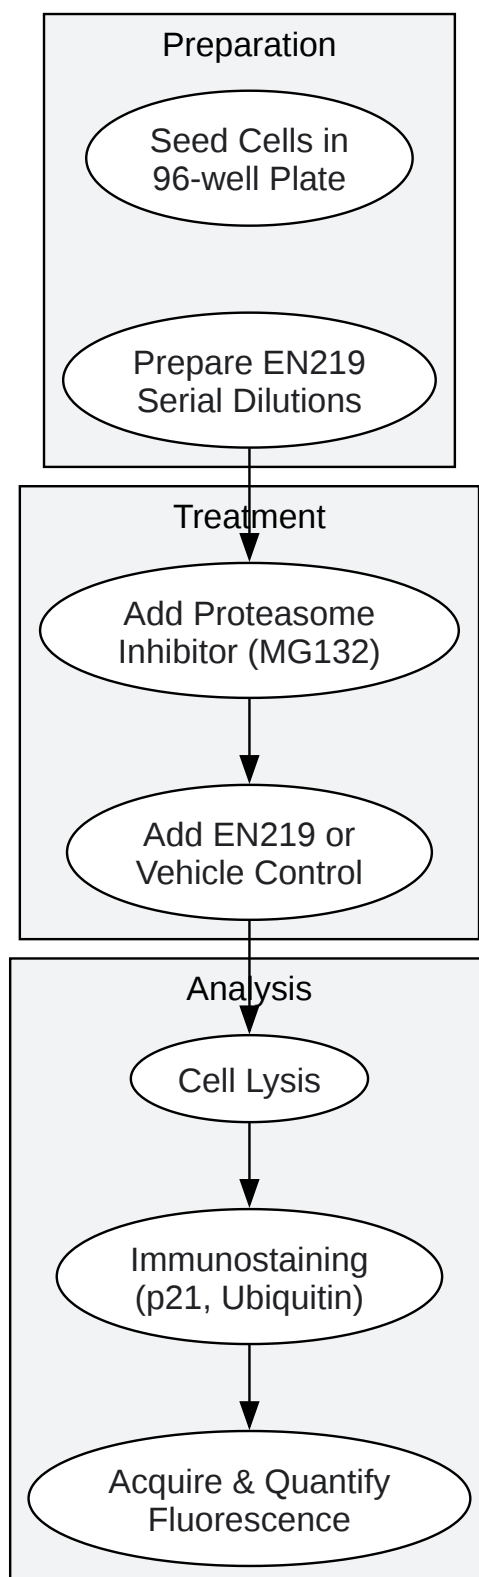 Preparation
Seed Cells in
96-well Plate
Prepare EN219
Serial Dilutions
Treatment
Add Proteasome
Inhibitor (MG132)
Add EN219 or
Vehicle Control
Analysis
Cell Lysis
Immunostaining
(p21, Ubiquitin)
Acquire & Quantify
Fluorescence